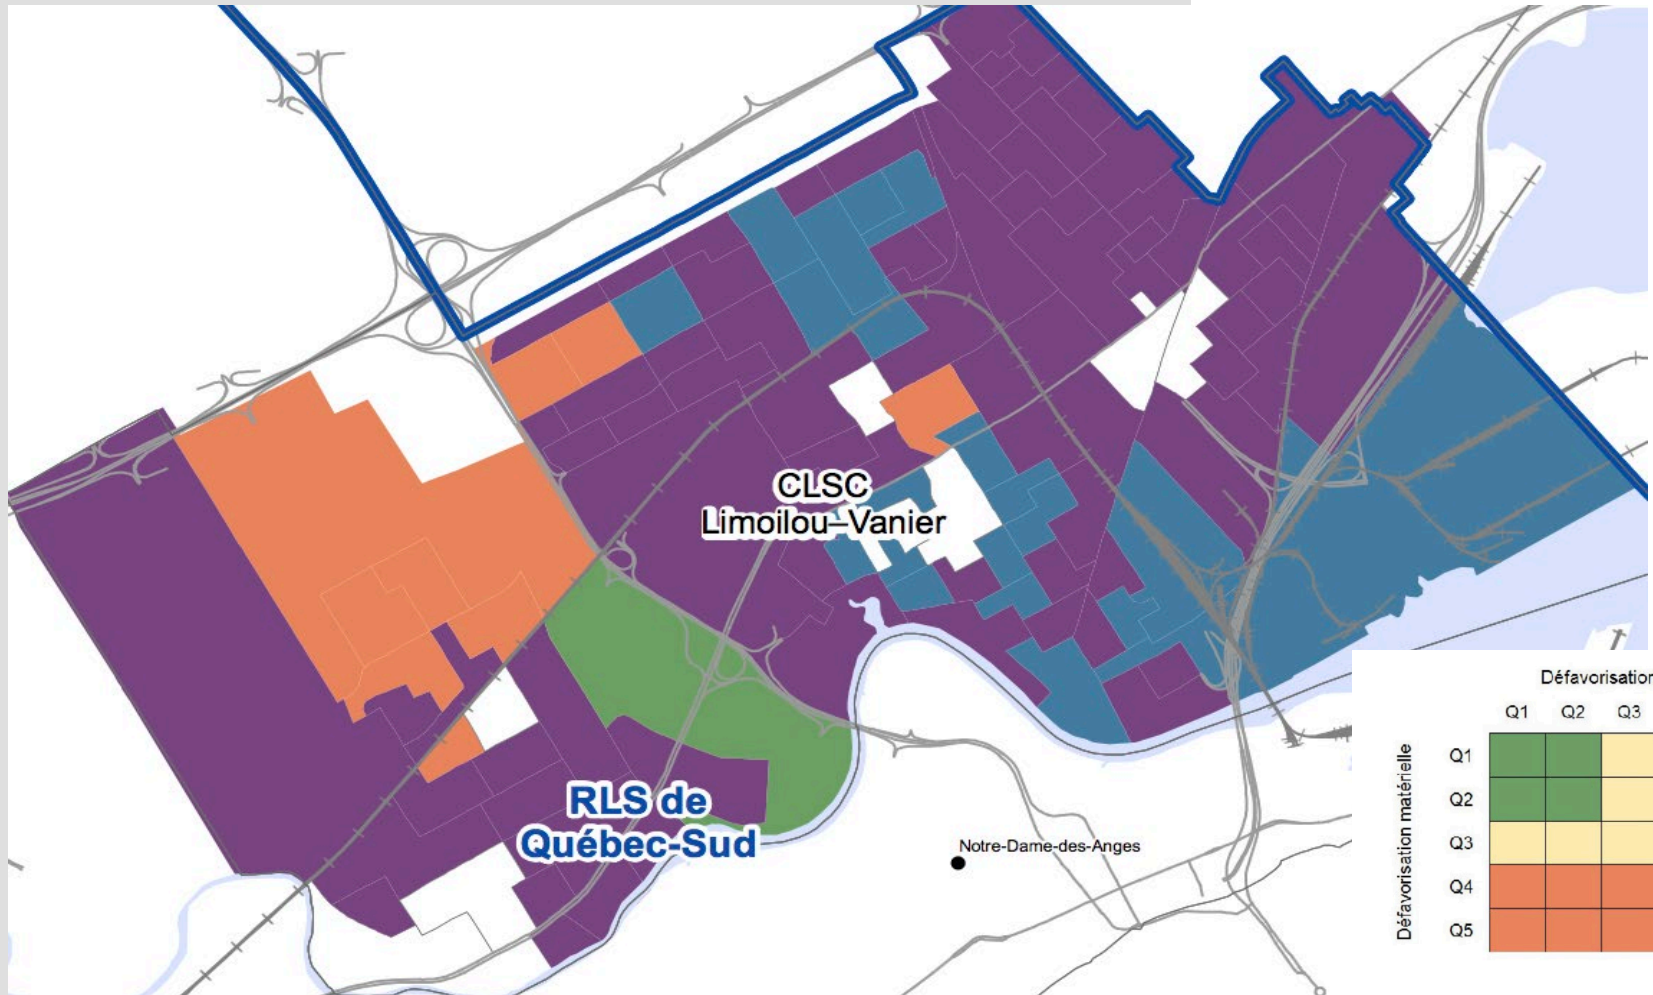 CLSC
Limoilou–Vanier
RLS de
Québec-Sud
Notre-Dame-des-Anges
Défavorisation
Q1 Q2 Q3
Défavorisation matérielle
Q1
Q2
Q3
Q4
Q5